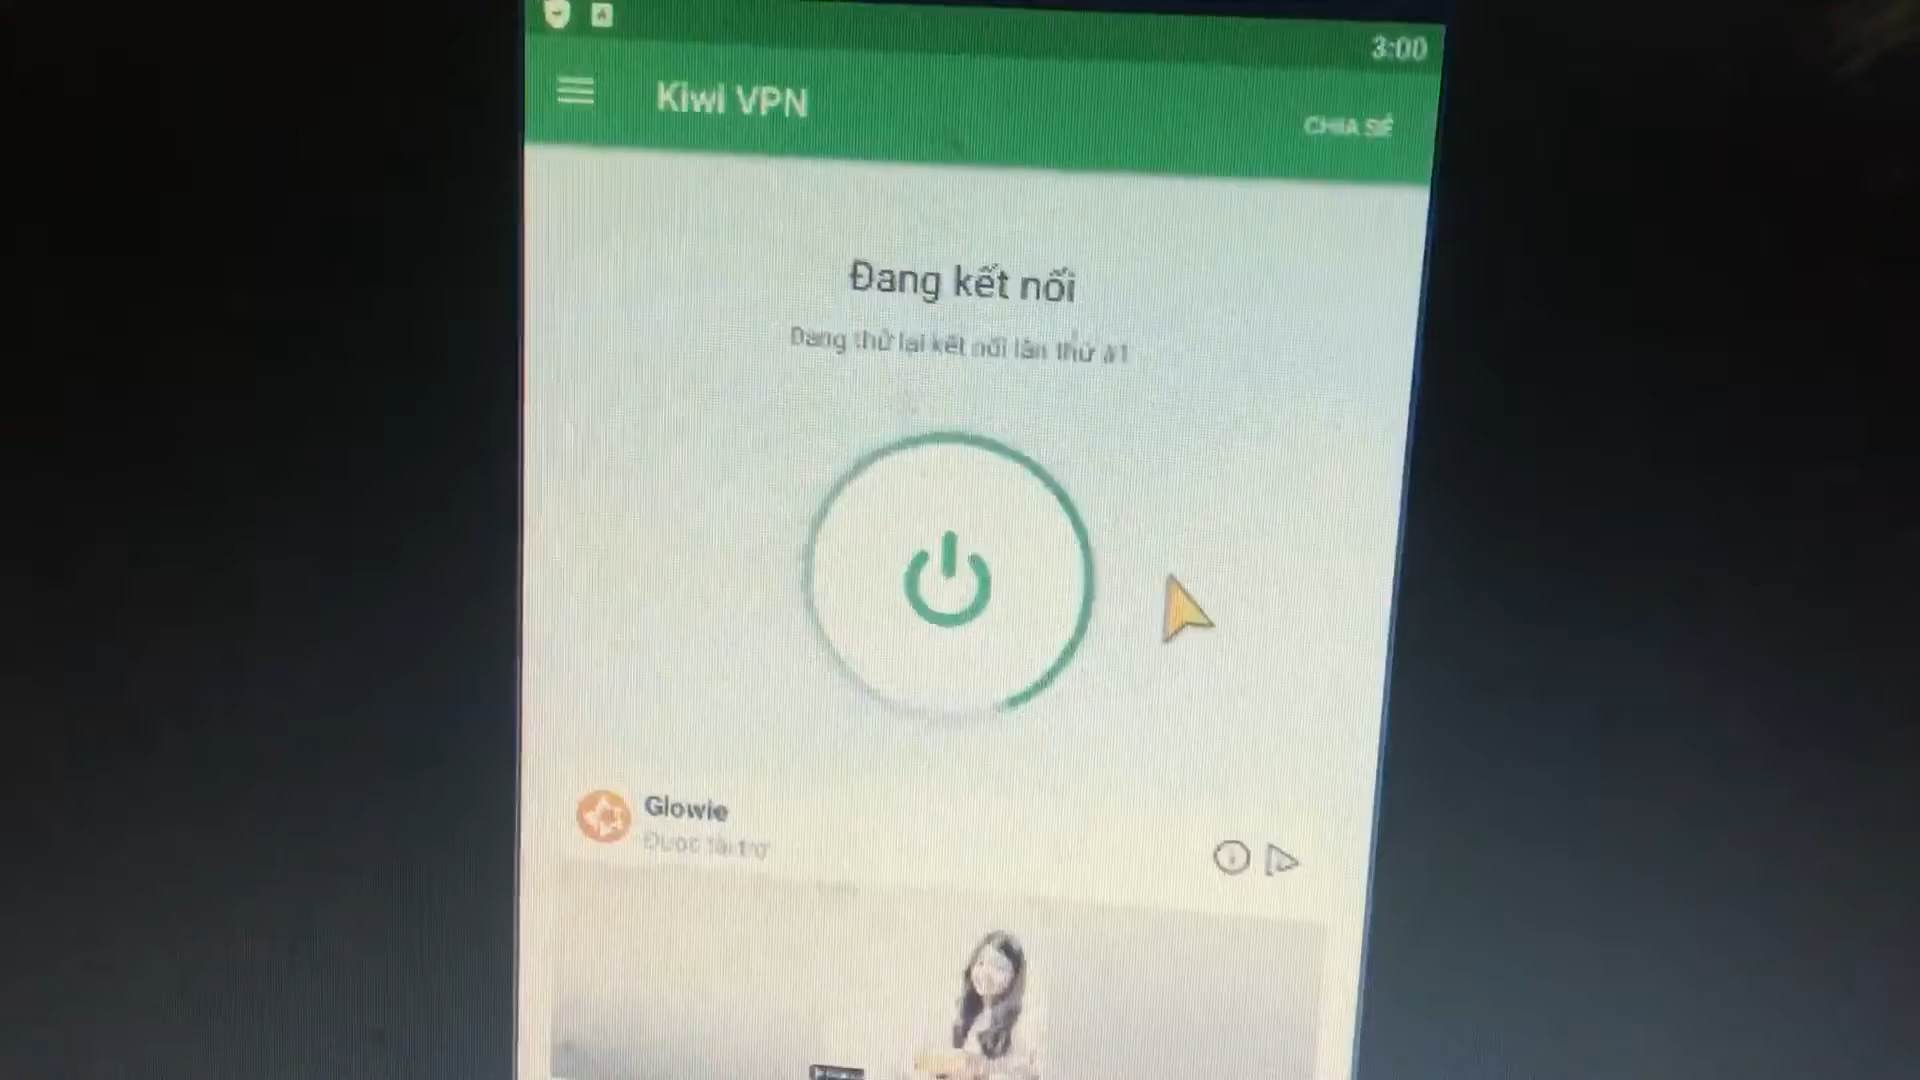 3:00
Kiwi VPN
CHIA SẺ
Đang kết nối
Đang thử lại kết nối lần thứ #1
Glowie
Được tài trợ